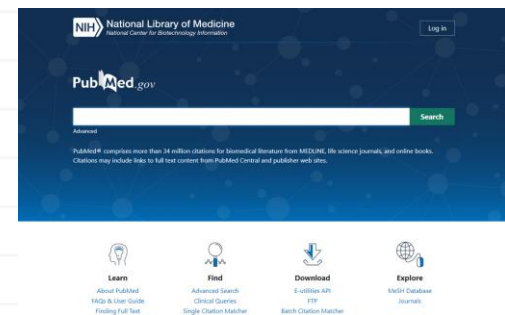 NIH National Library of Medicine
National Center for Biotechnology Information
Log in
PubMed.gov
Search
Advanced
PubMed® comprises more than 34 million citations for biomedical literature from MEDLINE, life science journals, and online books.
Citations may include links to full text content from PubMed Central and publisher web sites.
Learn
About PubMed
FAQs & User Guide
Finding Full Text
Find
Advanced Search
Clinical Queries
Single Citation Matcher
Download
E-utilities API
FTP
Batch Citation Matcher
Explore
MeSH Database
Journals